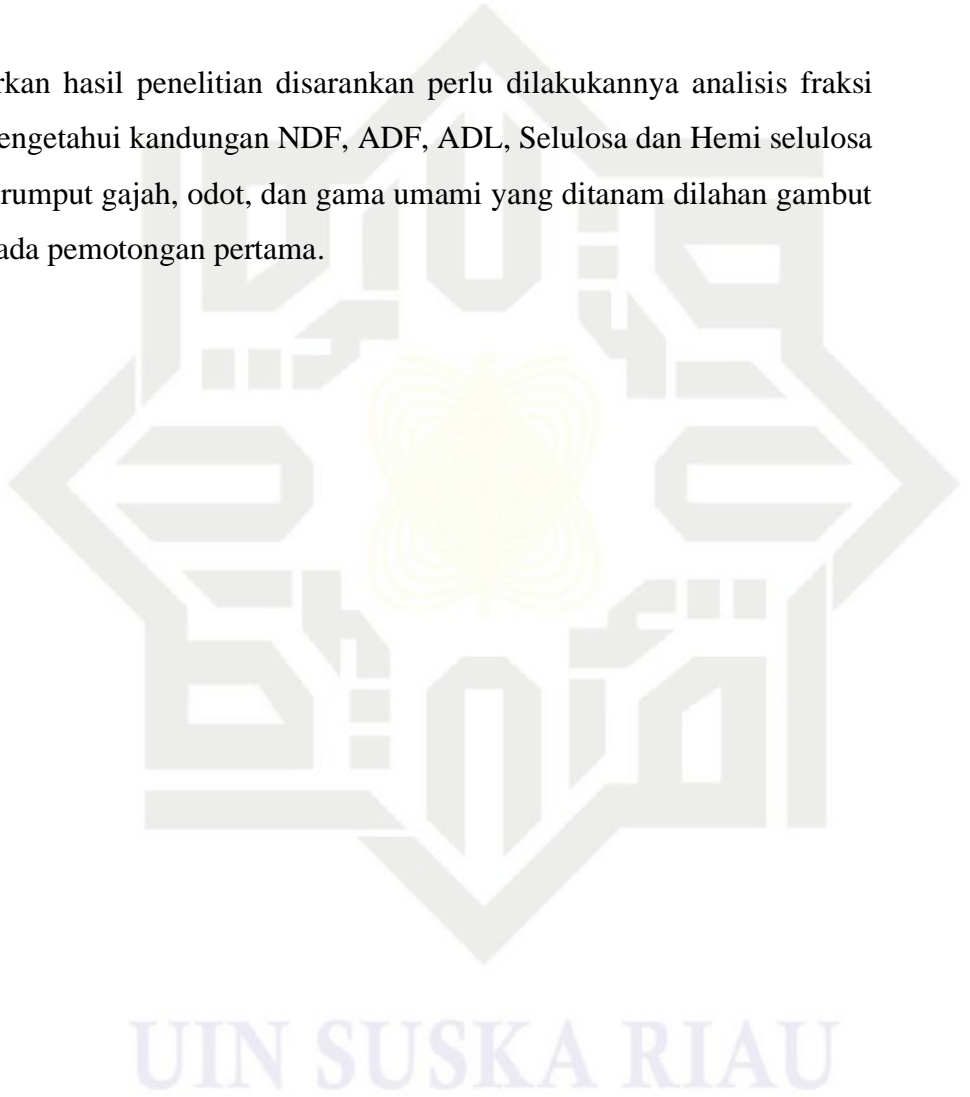 rkan hasil penelitian disarankan perlu dilakukannya analisis fraksi
engetahui kandungan NDF, ADF, ADL, Selulosa dan Hemi selulosa
rumput gajah, odot, dan gama umami yang ditanam dilahan gambut
ada pemotongan pertama.
UIN SUSKA RIAU